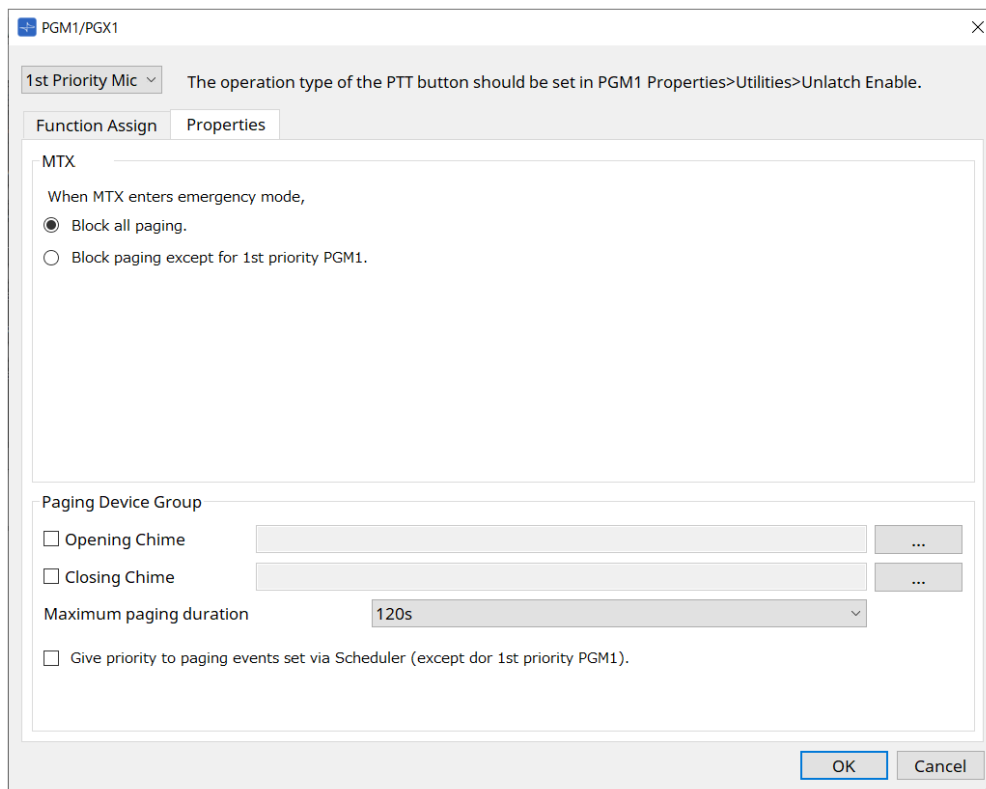 PGM1/PGX1
1st Priority Mic
The operation type of the PTT button should be set in PGM1 Properties>Utilities>Unlatch Enable.
Function Assign
Properties
MTX
When MTX enters emergency mode,
Block all paging.
Block paging except for 1st priority PGM1.
Paging Device Group
Opening Chime
...
Closing Chime
...
Maximum paging duration
120s
Give priority to paging events set via Scheduler (except dor 1st priority PGM1).
OK
Cancel